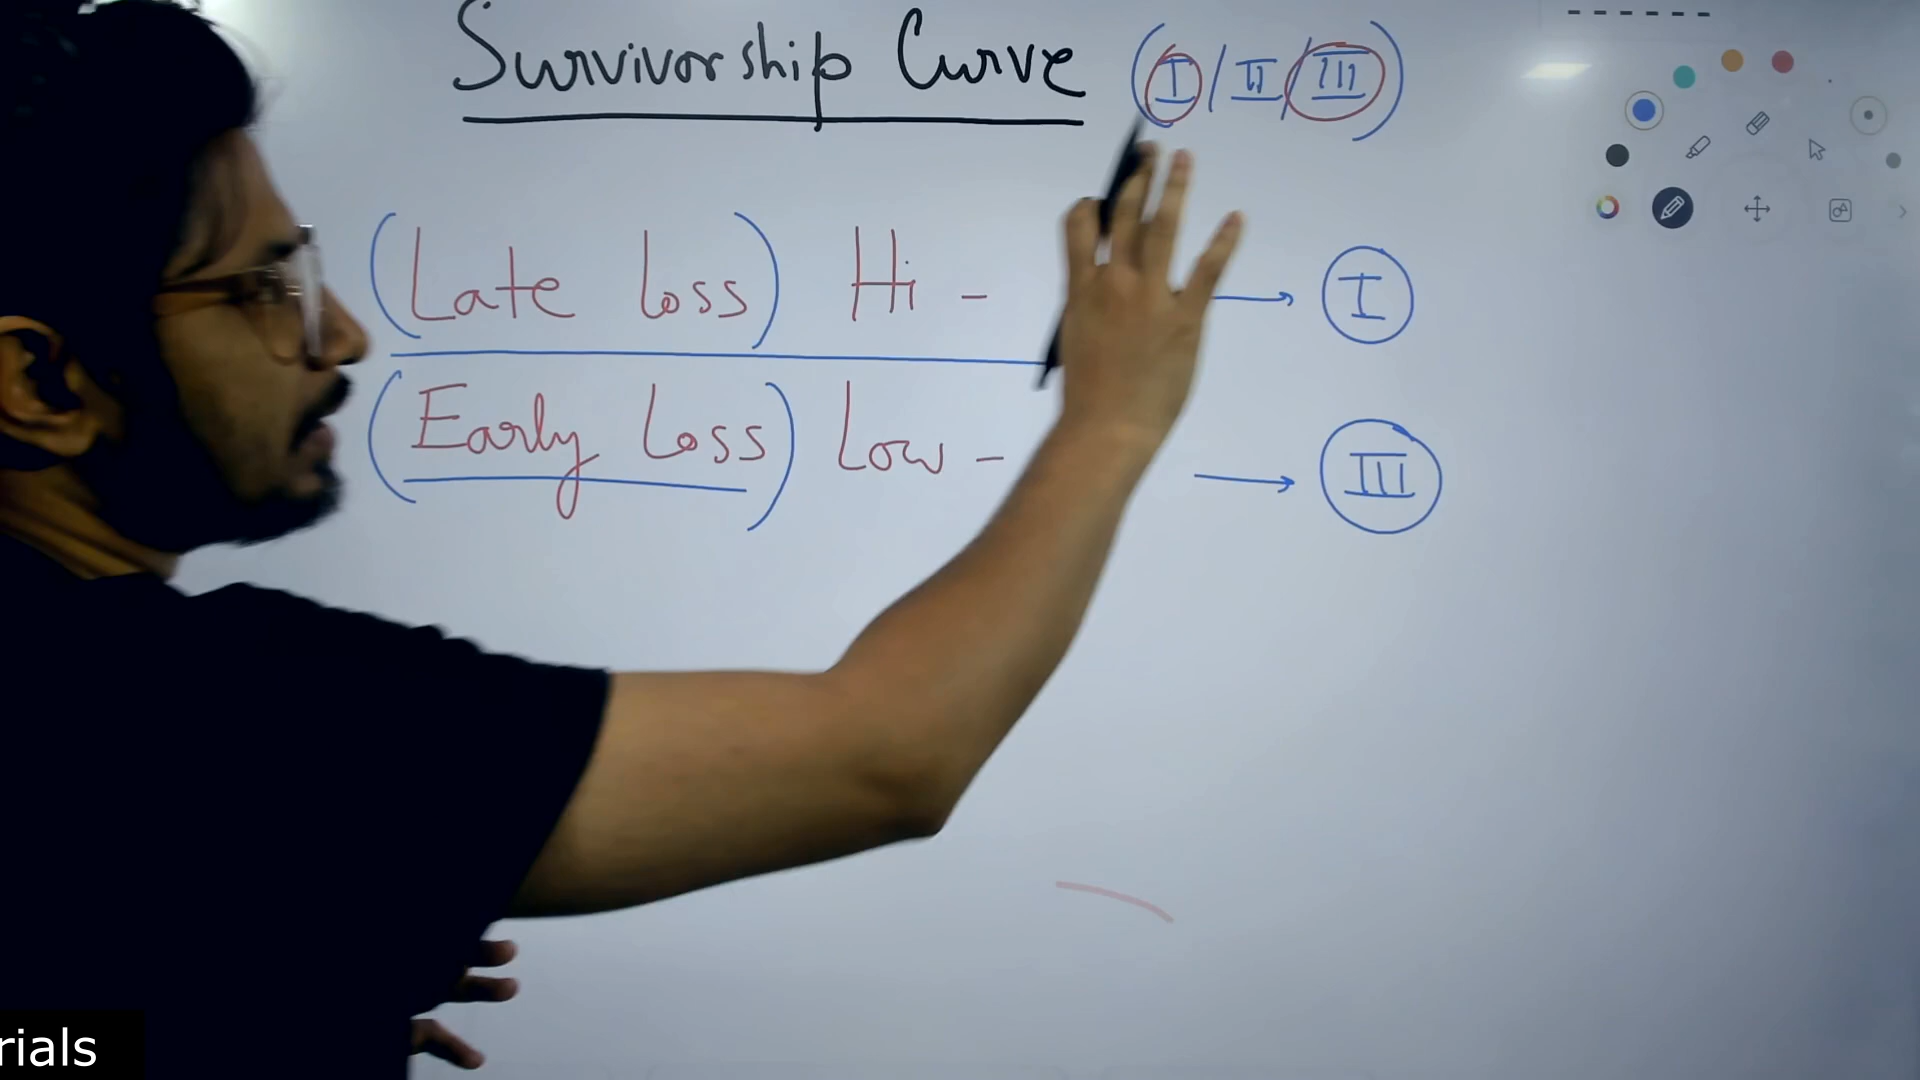 Survivorship Curve (I/II/III)
(Late loss) Hi - → I
(Early Loss) Low - → III
rials